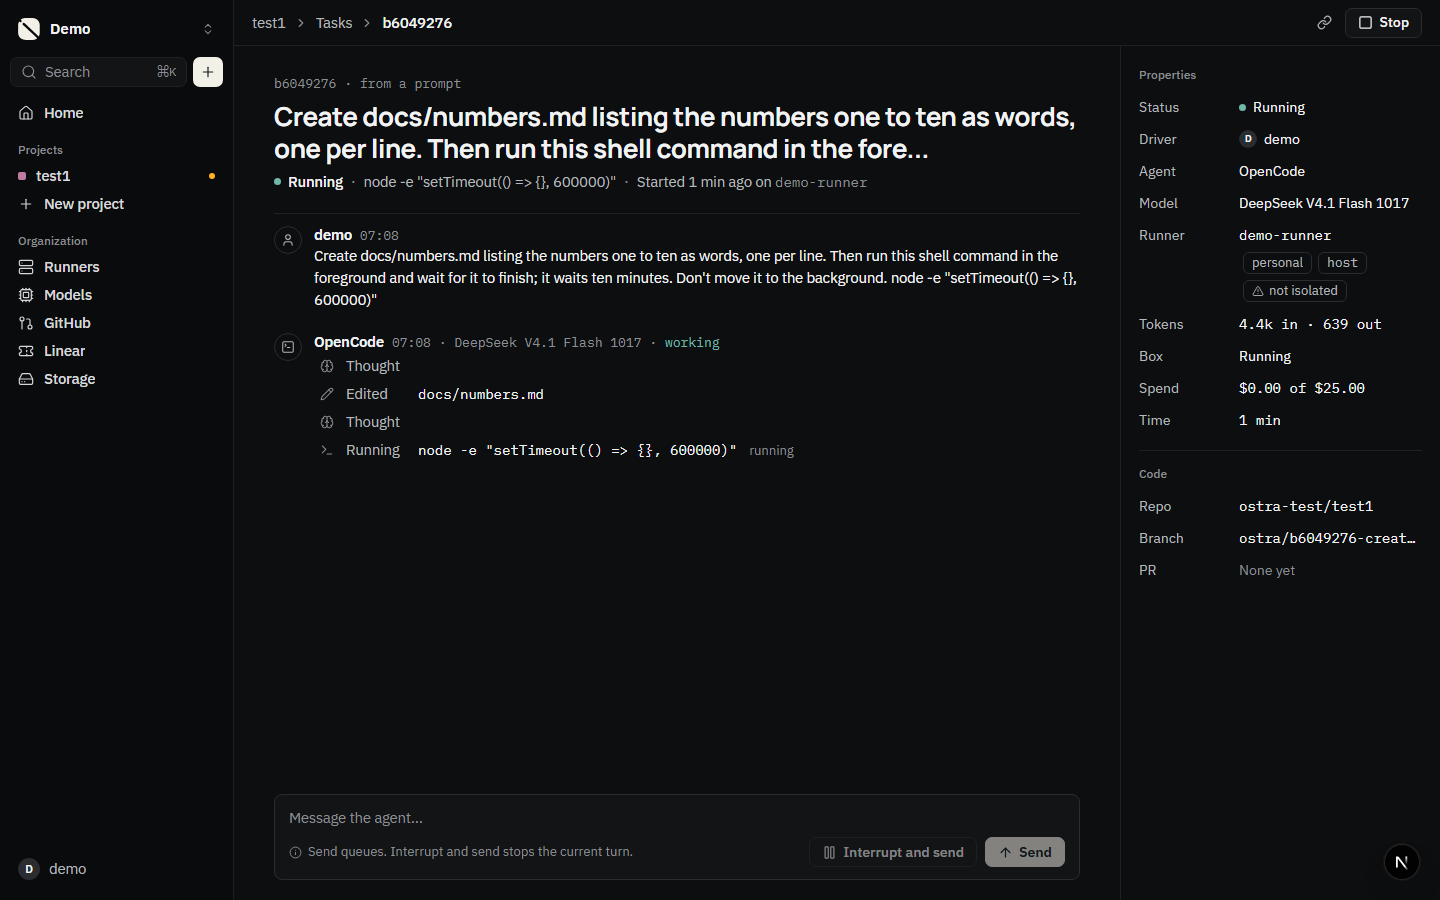 Demo
Search ⌘K
Home
Projects
test1
New project
Organization
Runners
Models
GitHub
Linear
Storage
D demo
test1 > Tasks > b6049276
Stop
b6049276 · from a prompt
Create docs/numbers.md listing the numbers one to ten as words,
one per line. Then run this shell command in the fore...
Running · node -e "setTimeout(() => {}, 600000)" · Started 1 min ago on demo-runner
demo 07:08
Create docs/numbers.md listing the numbers one to ten as words, one per line. Then run this shell command in the
foreground and wait for it to finish; it waits ten minutes. Don't move it to the background. node -e "setTimeout(() => {},
600000)"
OpenCode 07:08 · DeepSeek V4.1 Flash 1017 · working
Thought
Edited docs/numbers.md
Thought
Running node -e "setTimeout(() => {}, 600000)" running
Message the agent...
Send queues. Interrupt and send stops the current turn.
Interrupt and send
Send
Properties
Status Running
Driver D demo
Agent OpenCode
Model DeepSeek V4.1 Flash 1017
Runner demo-runner
personal host
not isolated
Tokens 4.4k in · 639 out
Box Running
Spend $0.00 of $25.00
Time 1 min
Code
Repo ostra-test/test1
Branch ostra/b6049276-creat…
PR None yet
N